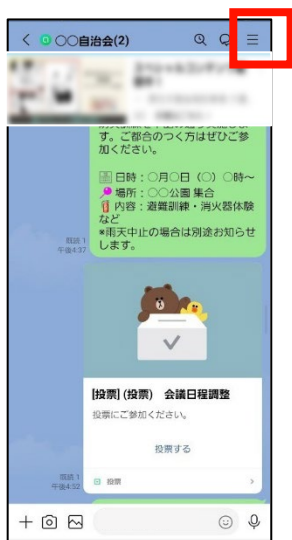 〇〇自治会(2)
す。ご都合のつく方はぜひご参
加ください。
日時：〇月〇日（〇）〇時～
場所：〇〇公園 集合
内容：避難訓練・消火器体験
など
*雨天中止の場合は別途お知らせ
します。
既読 1
午後4:37
[投票] (投票)　会議日程調整
投票にご参加ください。
投票する
既読 1
午後4:52
投票